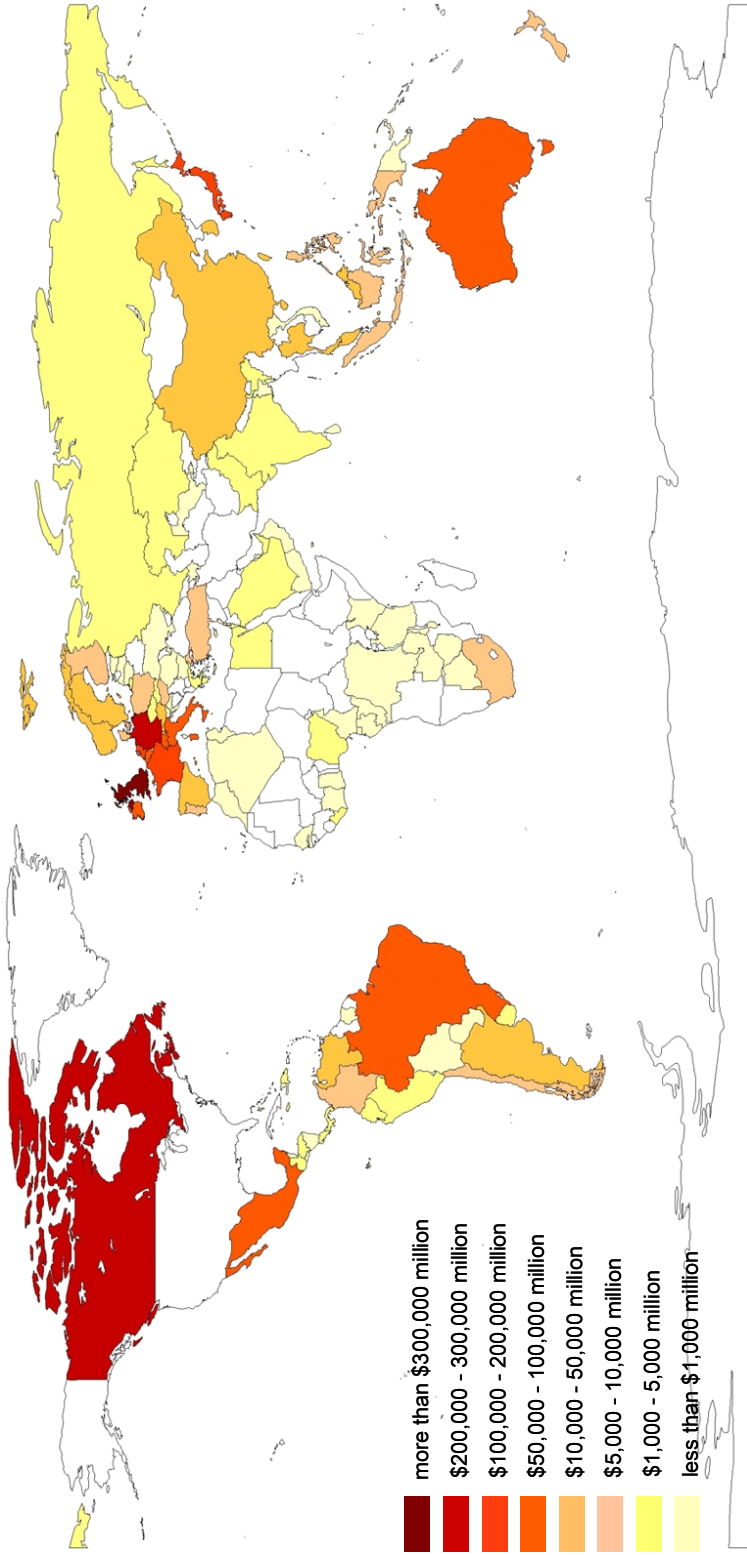 more than $300,000 million
$200,000 - 300,000 million
$100,000 - 200,000 million
$50,000 - 100,000 million
$10,000 - 50,000 million
$5,000 - 10,000 million
$1,000 - 5,000 million
less than $1,000 million